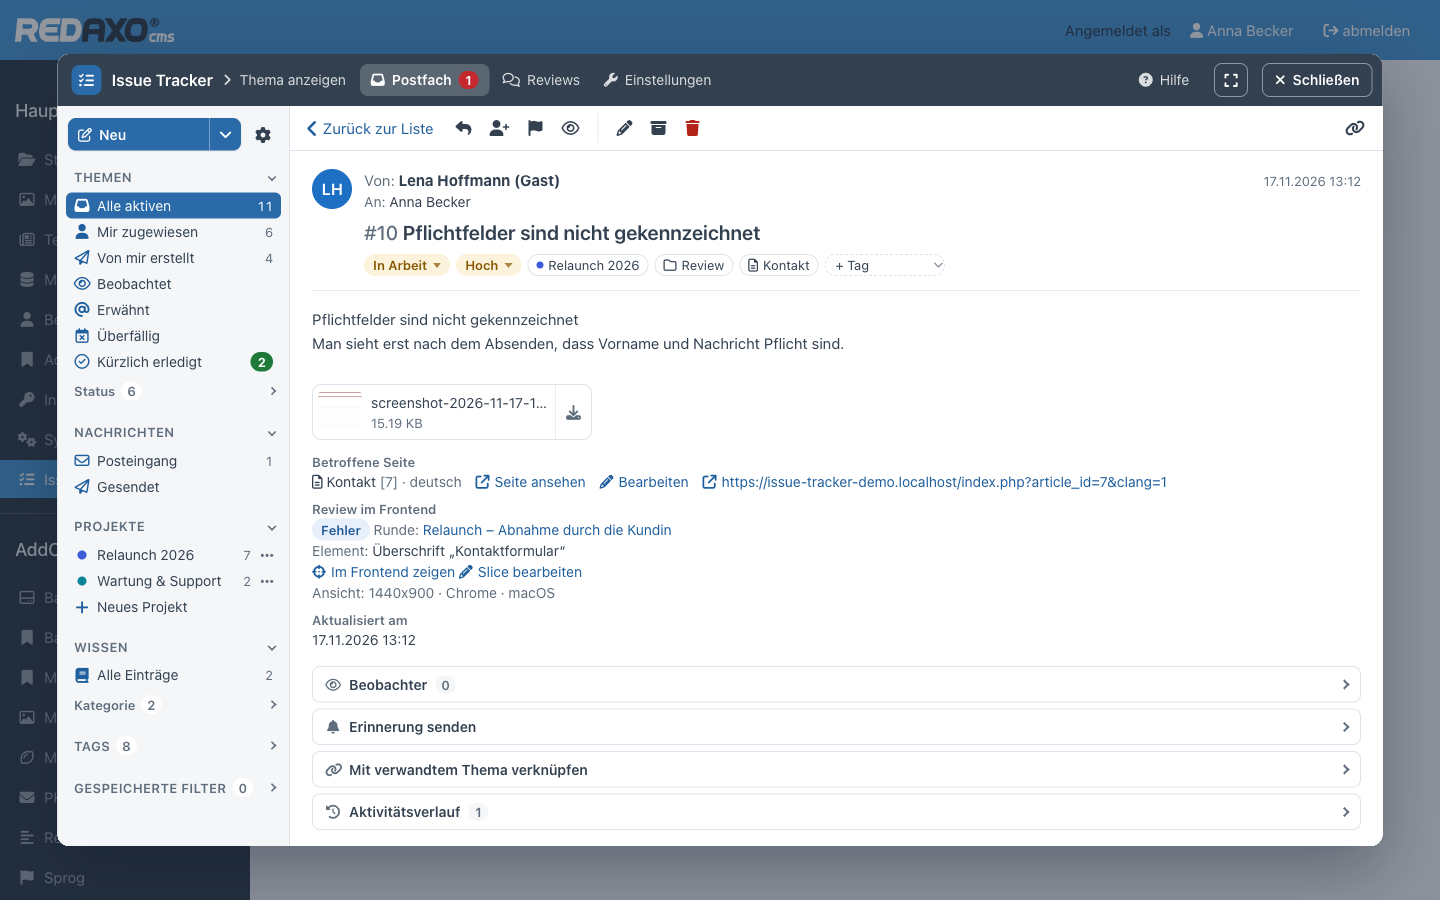 REDAXO® cms
Angemeldet als Anna Becker abmelden
Issue Tracker Thema anzeigen Postfach 1 Reviews Einstellungen Hilfe Schließen
Neu
THEMEN
Alle aktiven 11
Mir zugewiesen 6
Von mir erstellt 4
Beobachtet
Erwähnt
Überfällig
Kürzlich erledigt 2
Status 6
NACHRICHTEN
Posteingang 1
Gesendet
PROJEKTE
Relaunch 2026 7
Wartung & Support 2
Neues Projekt
WISSEN
Alle Einträge 2
Kategorie 2
TAGS 8
GESPEICHERTE FILTER 0
Zurück zur Liste
LH
Von: Lena Hoffmann (Gast) 17.11.2026 13:12
An: Anna Becker
#10 Pflichtfelder sind nicht gekennzeichnet
In Arbeit Hoch Relaunch 2026 Review Kontakt + Tag
Pflichtfelder sind nicht gekennzeichnet
Man sieht erst nach dem Absenden, dass Vorname und Nachricht Pflicht sind.
screenshot-2026-11-17-1...
15.19 KB
Betroffene Seite
Kontakt [7] · deutsch Seite ansehen Bearbeiten https://issue-tracker-demo.localhost/index.php?article_id=7&clang=1
Review im Frontend
Fehler Runde: Relaunch – Abnahme durch die Kundin
Element: Überschrift „Kontaktformular“
Im Frontend zeigen Slice bearbeiten
Ansicht: 1440x900 · Chrome · macOS
Aktualisiert am
17.11.2026 13:12
Beobachter 0
Erinnerung senden
Mit verwandtem Thema verknüpfen
Aktivitätsverlauf 1
Haup
AddO
Sprog